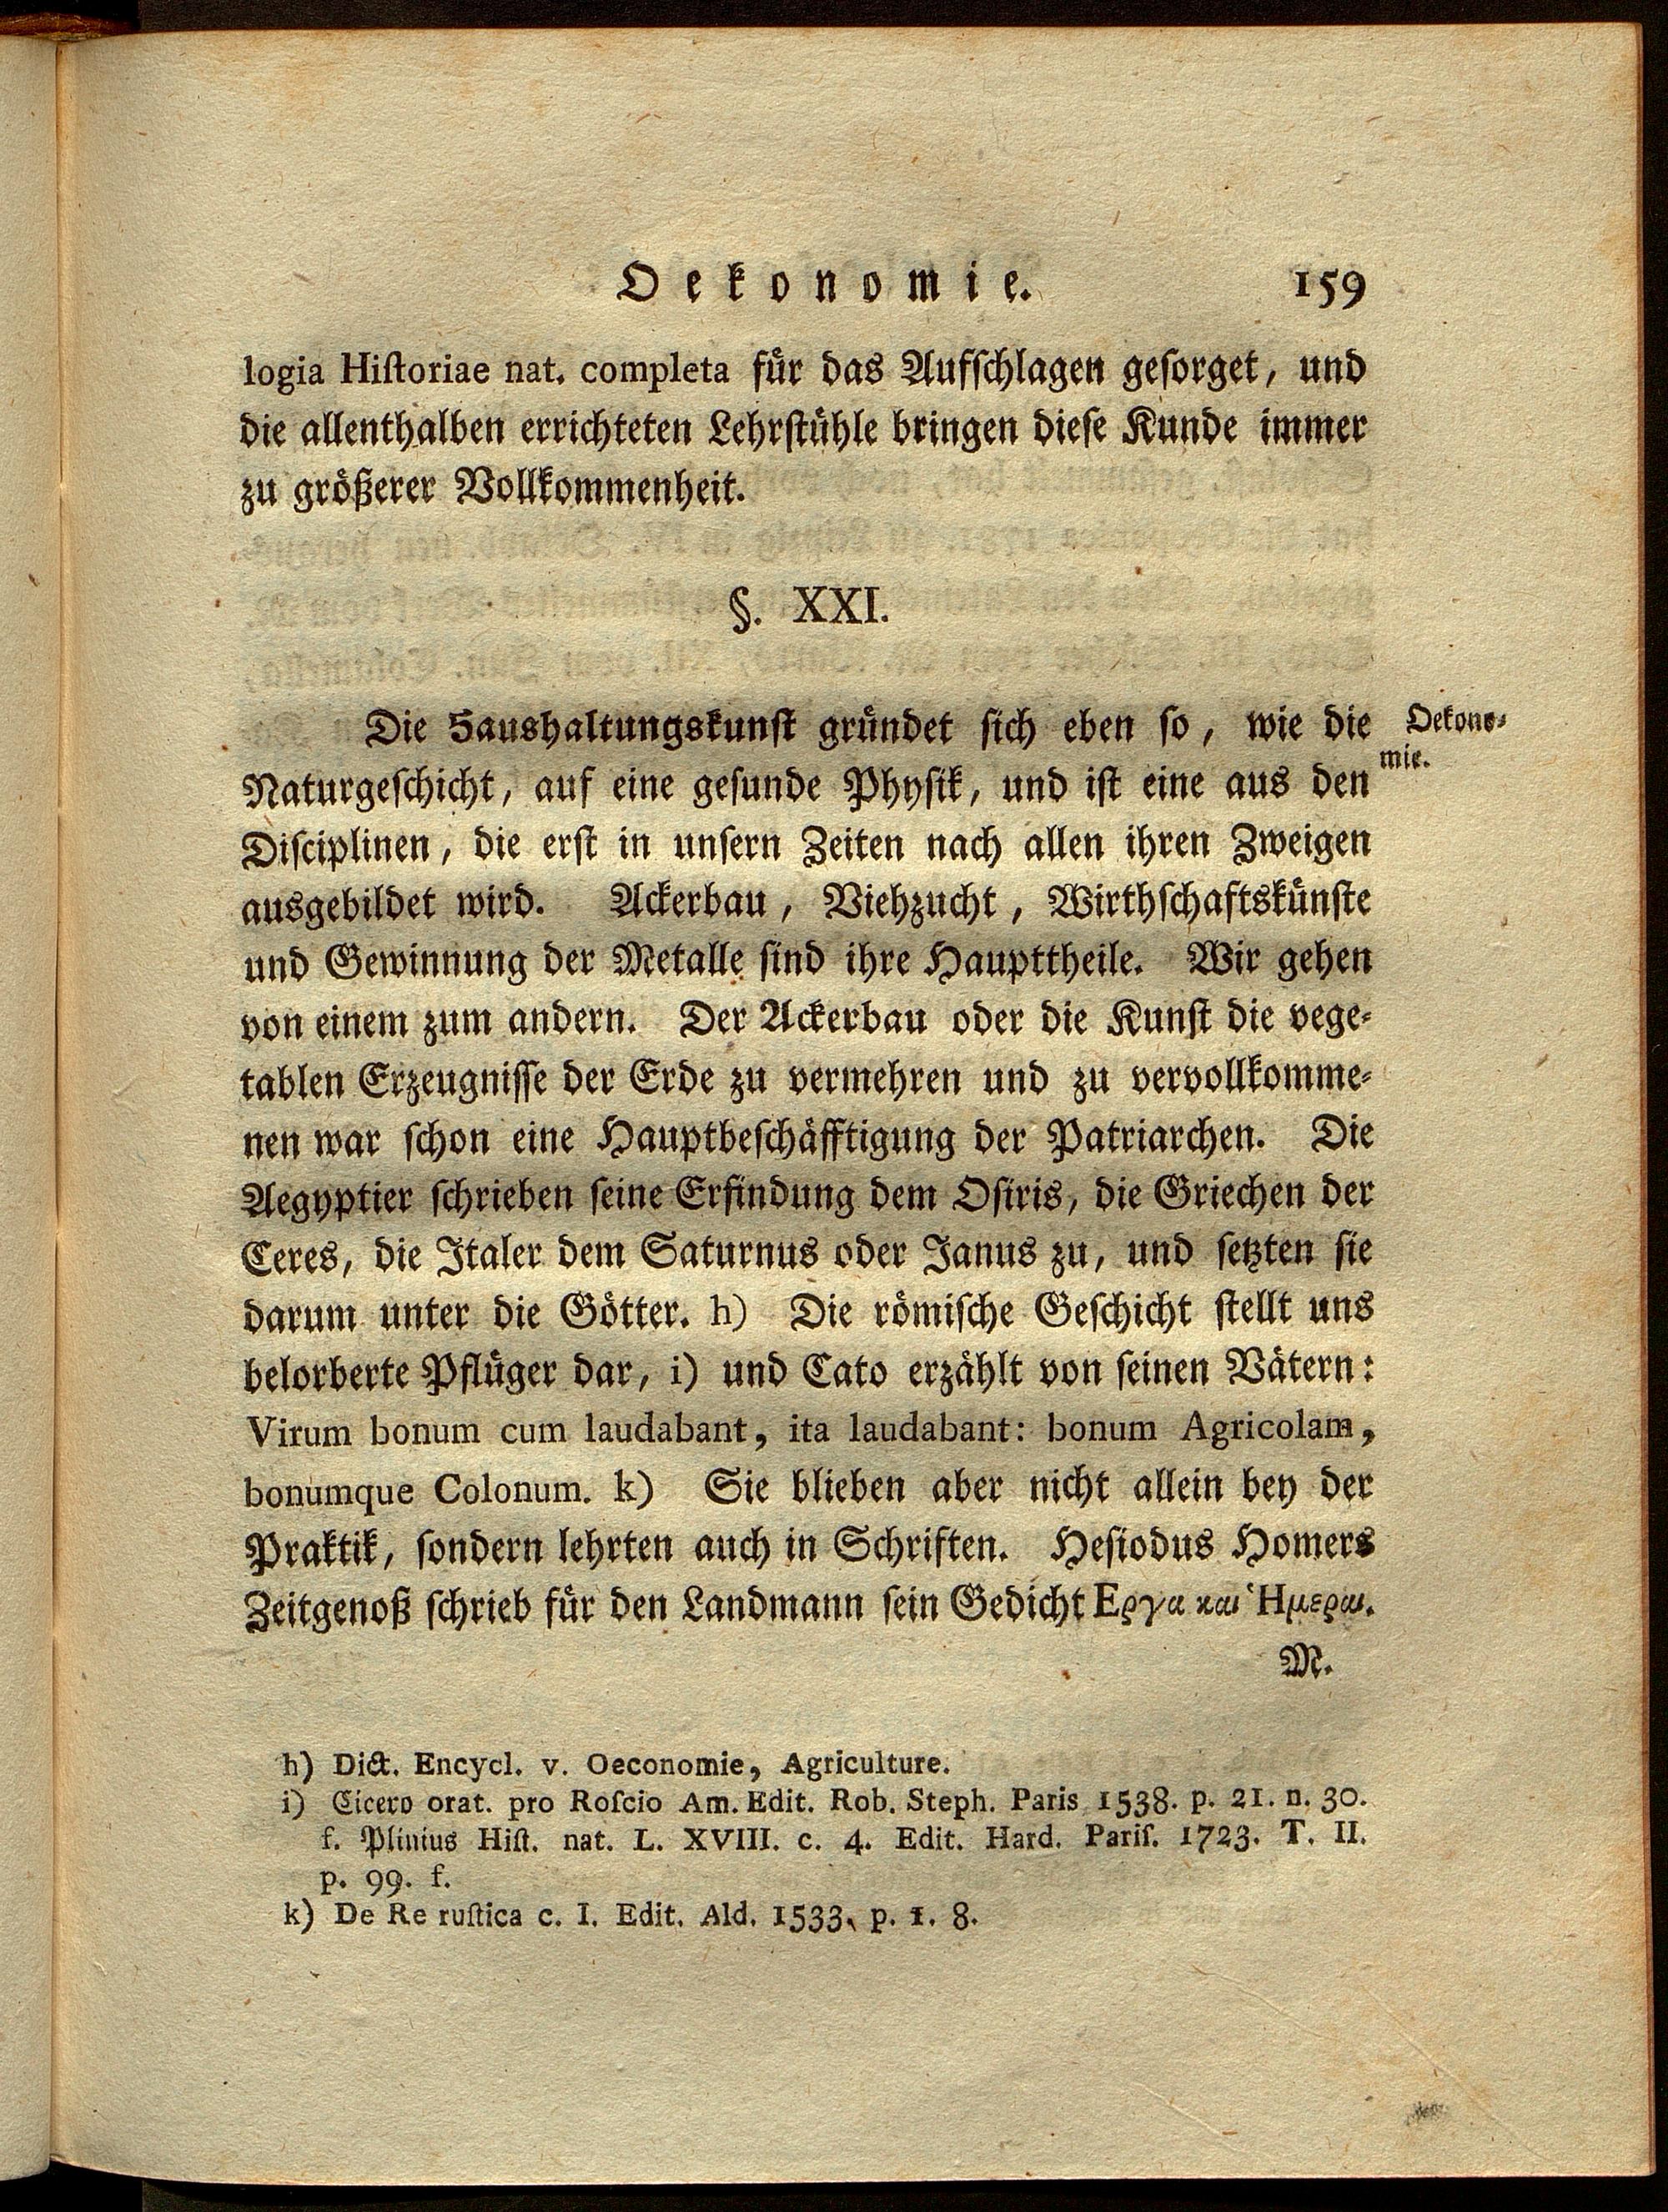 Oekonomie. 159
logia Hiſtoriae nat. completa für das Aufſchlagen geſorget, und
die allenthalben errichteten Lehrſtühle bringen dieſe Kunde immer
zu größerer Vollkommenheit.
§. XXI.
Die Haushaltungskunſt gründet ſich eben ſo, wie die
Oekono-
mie.
Naturgeſchicht, auf eine geſunde Phyſik, und iſt eine aus den
Diſciplinen, die erſt in unſern Zeiten nach allen ihren Zweigen
ausgebildet wird. Ackerbau, Viehzucht, Wirthſchaftskünſte
und Gewinnung der Metalle ſind ihre Haupttheile. Wir gehen
von einem zum andern. Der Ackerbau oder die Kunſt die vege-
tablen Erzeugniſſe der Erde zu vermehren und zu vervollkomme-
nen war ſchon eine Hauptbeſchäfftigung der Patriarchen. Die
Aegyptier ſchrieben ſeine Erfindung dem Oſiris, die Griechen der
Ceres, die Italer dem Saturnus oder Janus zu, und ſetzten ſie
darum unter die Götter. h) Die römiſche Geſchicht ſtellt uns
belorberte Pflüger dar, i) und Cato erzählt von ſeinen Vätern:
Virum bonum cum laudabant, ita laudabant: bonum Agricolam,
bonumque Colonum. k) Sie blieben aber nicht allein bey der
Praktik, ſondern lehrten auch in Schriften. Heſiodus Homers
Zeitgenoß ſchrieb für den Landmann ſein Gedicht Εργα και Ἡμεραι.
M.
h) Dict. Encycl. v. Oeconomie, Agriculture.
i) Cicero orat. pro Roſcio Am. Edit. Rob. Steph. Paris 1538. p. 21. n. 30.
f. Plinius Hiſt. nat. L. XVIII. c. 4. Edit. Hard. Pariſ. 1723. T. II.
p. 99. f.
k) De Re ruſtica c. I. Edit. Ald. 1533. p. 1. 8.